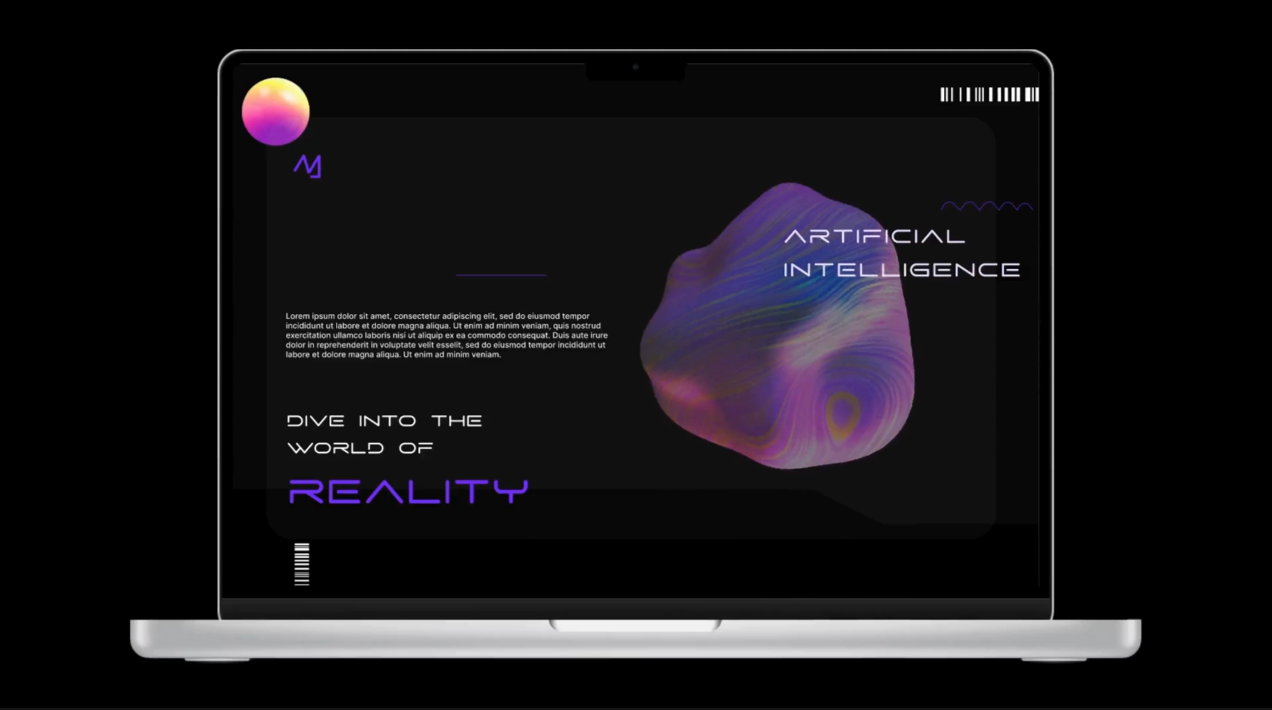 ARTIFICIAL
INTELLIGENCE
Lorem ipsum dolor sit amet, consectetur adipiscing elit, sed do eiusmod tempor
incididunt ut labore et dolore magna aliqua. Ut enim ad minim veniam, quis nostrud
exercitation ullamco laboris nisi ut aliquip ex ea commodo consequat. Duis aute irure
dolor in reprehenderit in voluptate velit esselit, sed do eiusmod tempor incididunt ut
labore et dolore magna aliqua. Ut enim ad minim veniam.
DIVE INTO THE
WORLD OF
REALITY